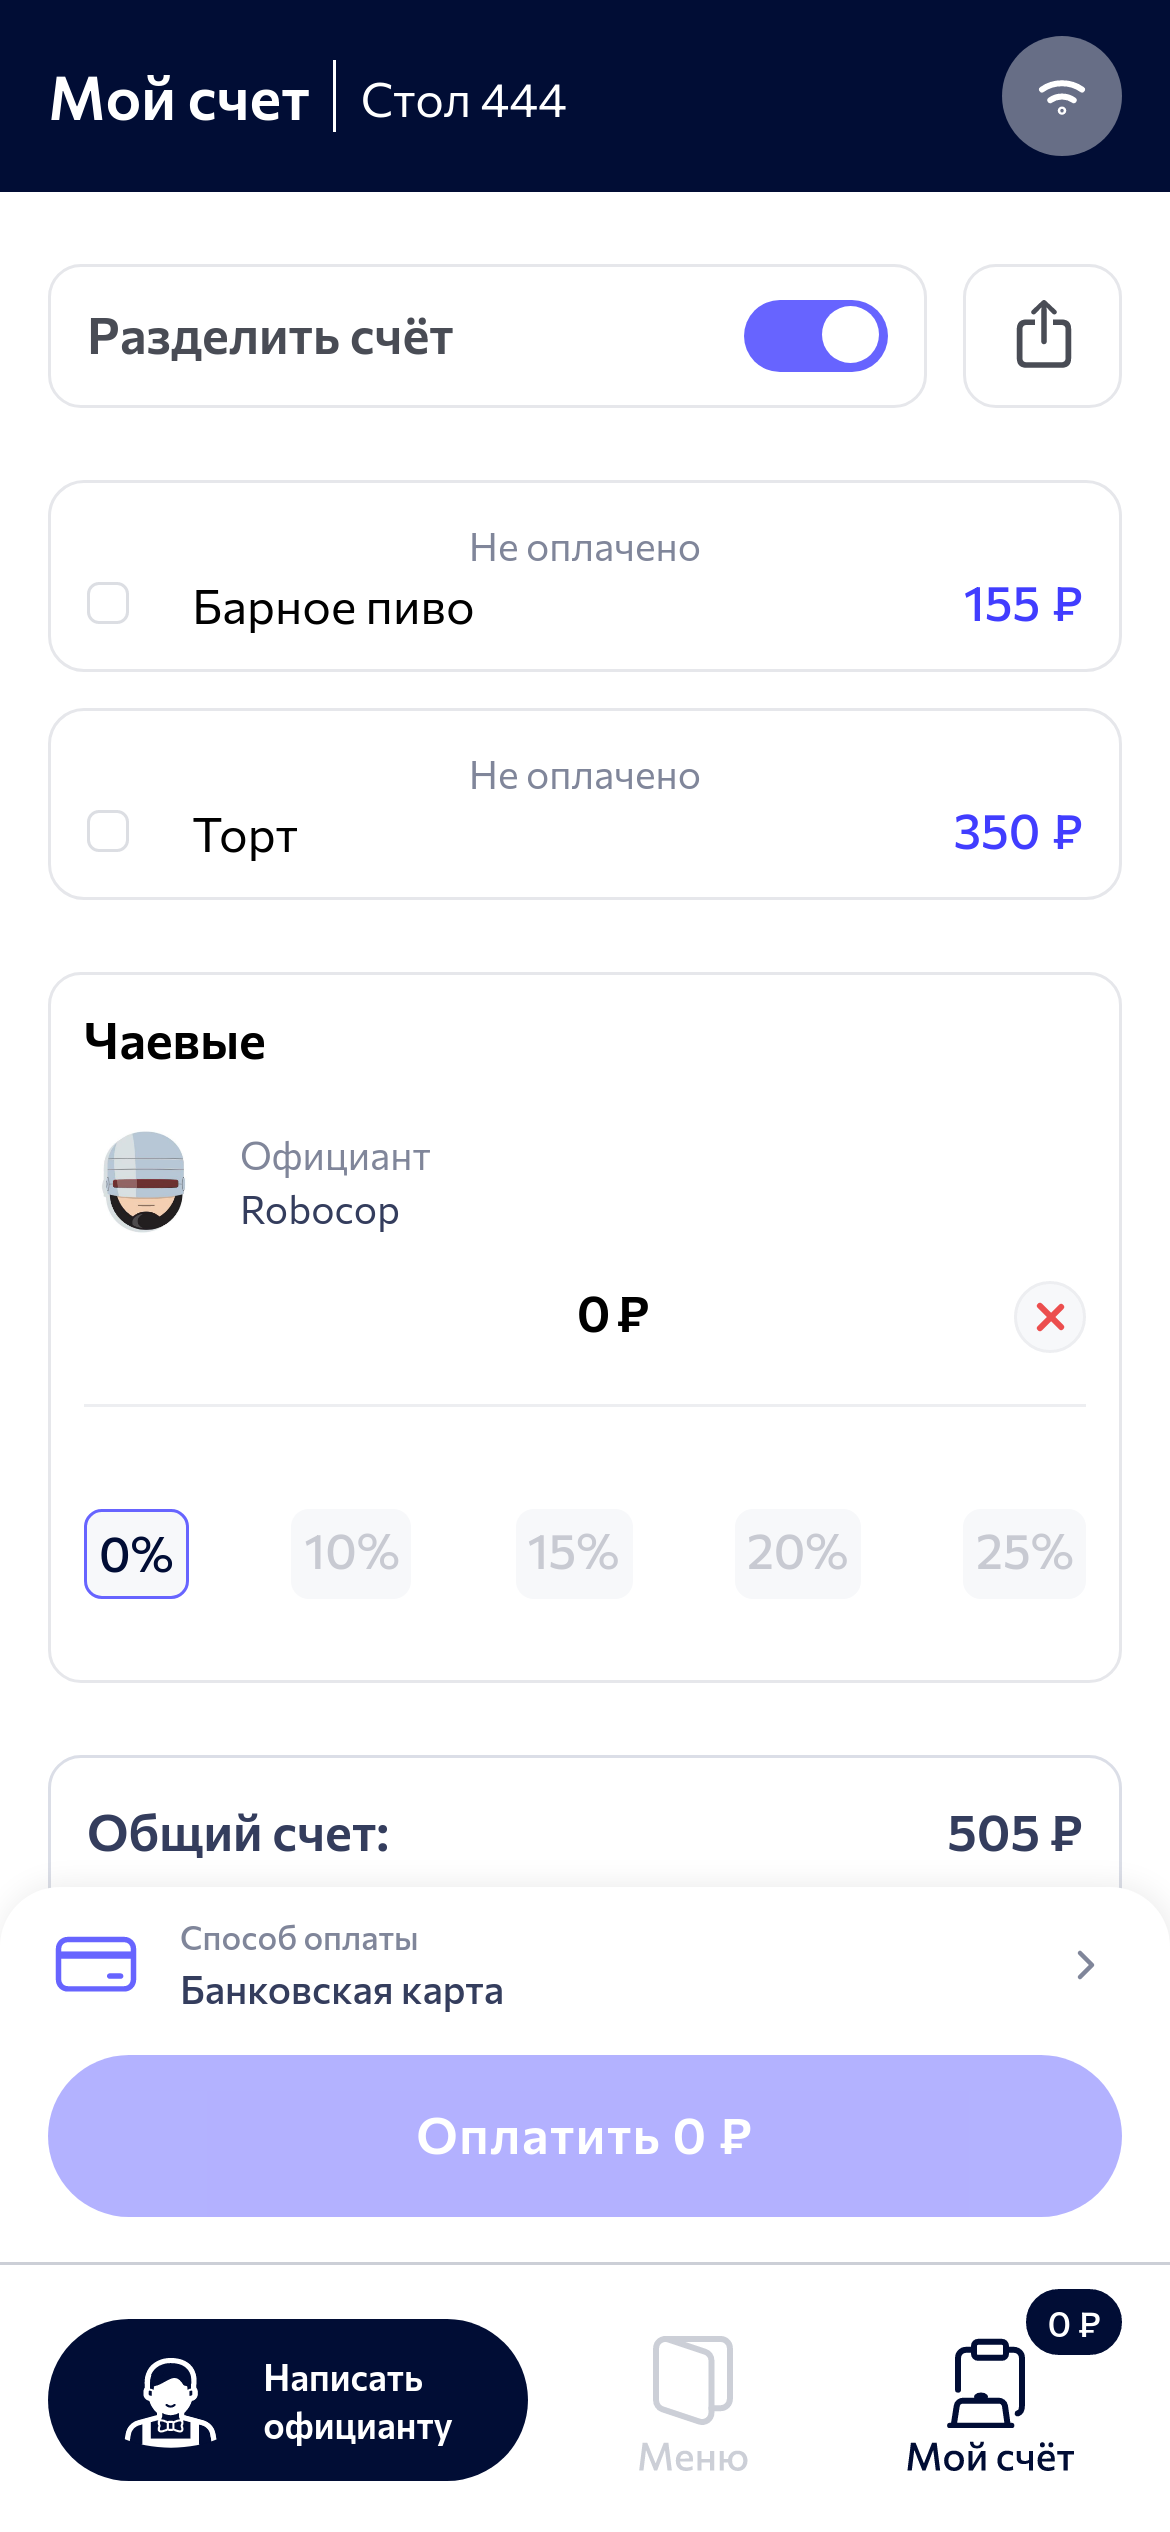 Мой счет
Стол 444
Разделить счёт
Не оплачено
Барное пиво
155 ₽
Не оплачено
Торт
350 ₽
Чаевые
Официант
Robocop
0 ₽
0%
10%
15%
20%
25%
Общий счет:
505 ₽
Способ оплаты
Банковская карта
Оплатить 0 ₽
Написать
официанту
Меню
0 ₽
Мой счёт